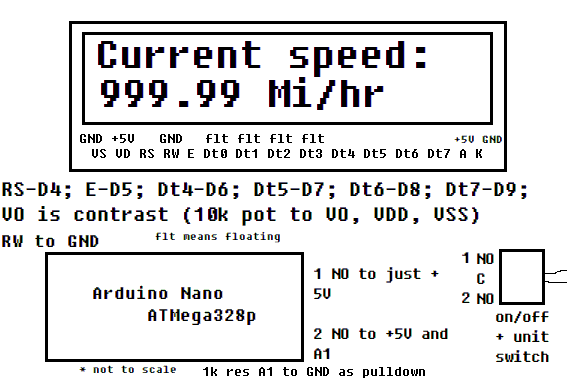 Current speed:
999.99 Mi/hr
GND +5V GND flt flt flt flt +5V GND
VS VD RS RW E Dt0 Dt1 Dt2 Dt3 Dt4 Dt5 Dt6 Dt7 A K
RS-D4; E-D5; Dt4-D6; Dt5-D7; Dt6-D8; Dt7-D9;
VO is contrast (10k pot to VO, VDD, VSS)
RW to GND
flt means floating
Arduino Nano
ATMega328p
* not to scale
1 NO to just +
5V
2 NO to +5V and
A1
1k res A1 to GND as pulldown
1 NO
C
2 NO
on/off
+ unit
switch